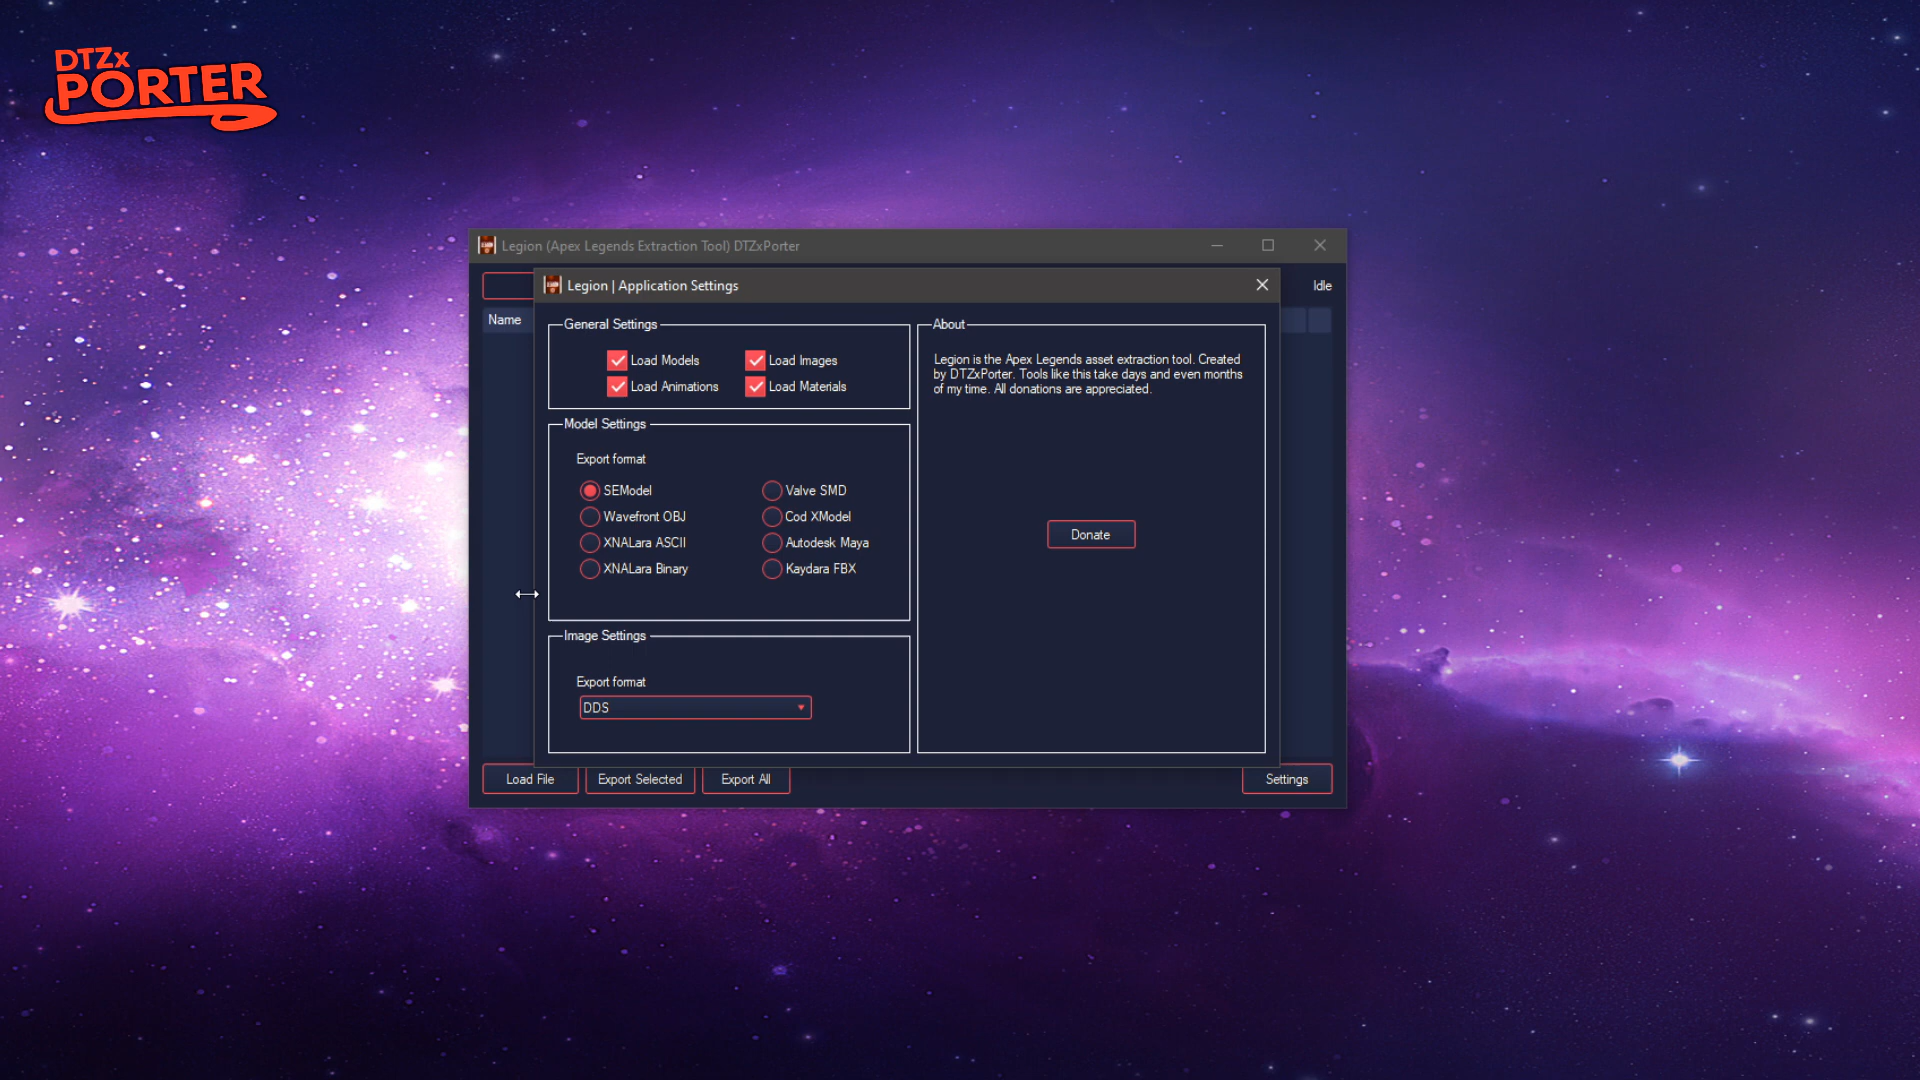 DTZx
PORTER
Legion (Apex Legends Extraction Tool) DTZxPorter
Legion | Application Settings
Idle
Name
General Settings
Load Models
Load Images
Load Animations
Load Materials
Model Settings
Export format
SEModel
Valve SMD
Wavefront OBJ
Cod XModel
XNALara ASCII
Autodesk Maya
XNALara Binary
Kaydara FBX
Image Settings
Export format
DDS
About
Legion is the Apex Legends asset extraction tool. Created
by DTZxPorter. Tools like this take days and even months
of my time. All donations are appreciated.
Donate
Load File
Export Selected
Export All
Settings